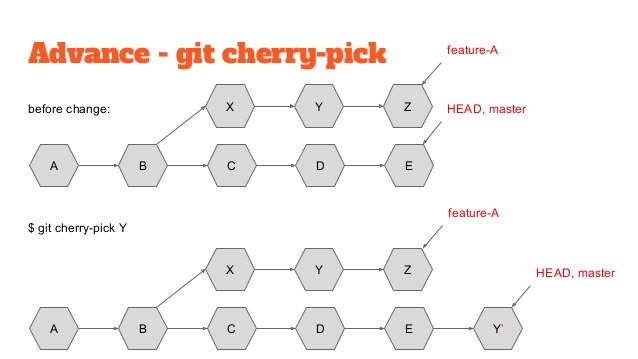 Advance - git cherry-pick
feature-A
before change:
X Y Z
HEAD, master
A B C D E
$ git cherry-pick Y
feature-A
X Y Z
HEAD, master
A B C D E Y'